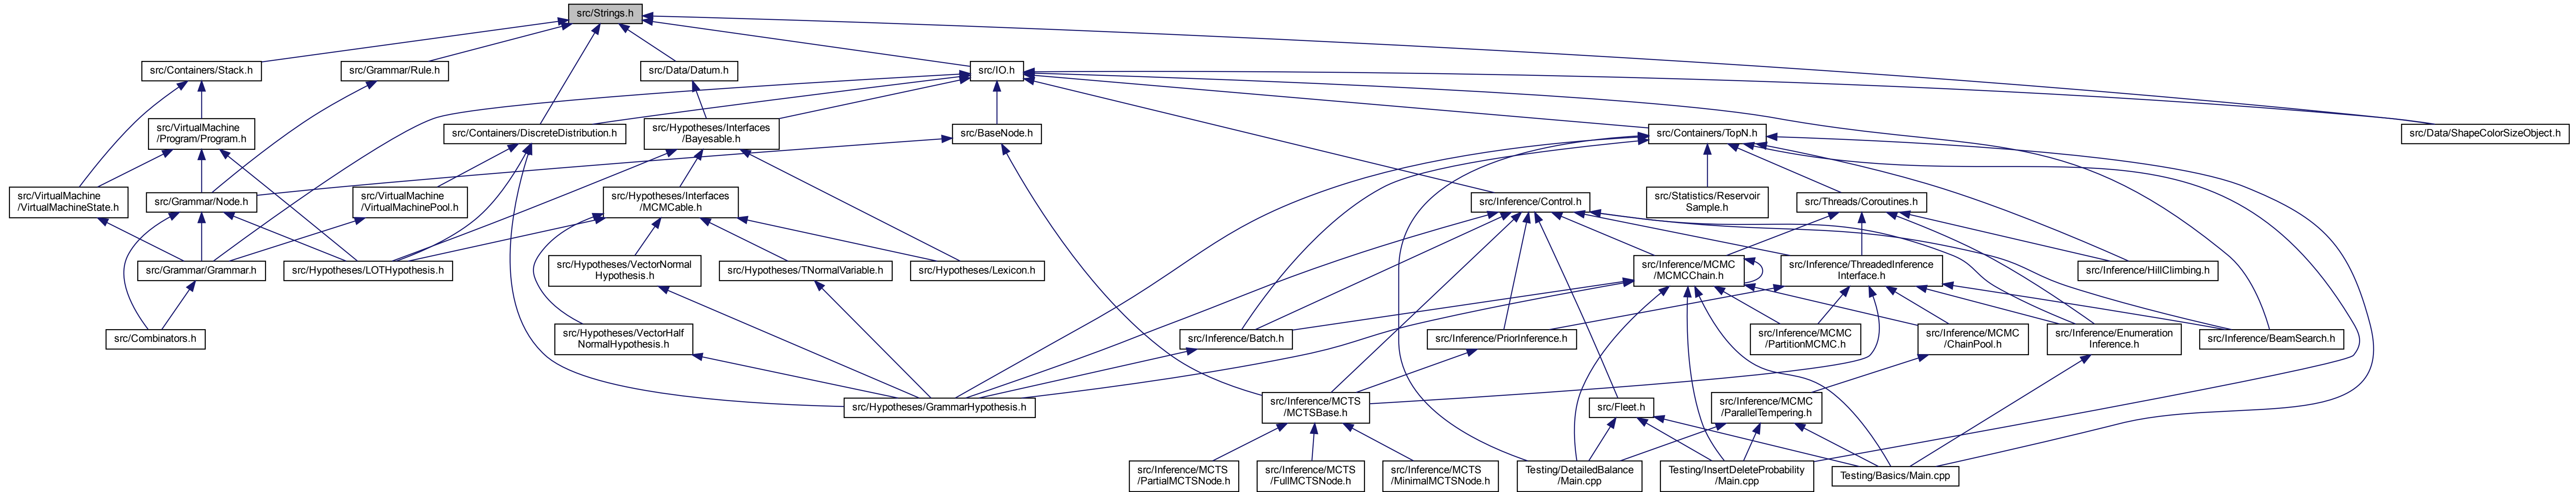 src/Strings.h
src/Containers/Stack.h
src/Grammar/Rule.h
src/Data/Datum.h
src/IO.h
src/VirtualMachine
/Program/Program.h
src/Containers/DiscreteDistribution.h
src/Hypotheses/Interfaces
/Bayesable.h
src/BaseNode.h
src/Containers/TopN.h
src/Data/ShapeColorSizeObject.h
src/VirtualMachine
/VirtualMachineState.h
src/Grammar/Node.h
src/VirtualMachine
/VirtualMachinePool.h
src/Hypotheses/Interfaces
/MCMCable.h
src/Inference/Control.h
src/Statistics/Reservoir
Sample.h
src/Threads/Coroutines.h
src/Grammar/Grammar.h
src/Hypotheses/LOTHypothesis.h
src/Hypotheses/VectorNormal
Hypothesis.h
src/Hypotheses/TNormalVariable.h
src/Hypotheses/Lexicon.h
src/Inference/MCMC
/MCMCChain.h
src/Inference/ThreadedInference
Interface.h
src/Inference/HillClimbing.h
src/Combinators.h
src/Hypotheses/VectorHalf
NormalHypothesis.h
src/Inference/Batch.h
src/Inference/PriorInference.h
src/Inference/MCMC
/PartitionMCMC.h
src/Inference/MCMC
/ChainPool.h
src/Inference/Enumeration
Inference.h
src/Inference/BeamSearch.h
src/Hypotheses/GrammarHypothesis.h
src/Inference/MCTS
/MCTSBase.h
src/Fleet.h
src/Inference/MCMC
/ParallelTempering.h
src/Inference/MCTS
/PartialMCTSNode.h
src/Inference/MCTS
/FullMCTSNode.h
src/Inference/MCTS
/MinimalMCTSNode.h
Testing/DetailedBalance
/Main.cpp
Testing/InsertDeleteProbability
/Main.cpp
Testing/Basics/Main.cpp